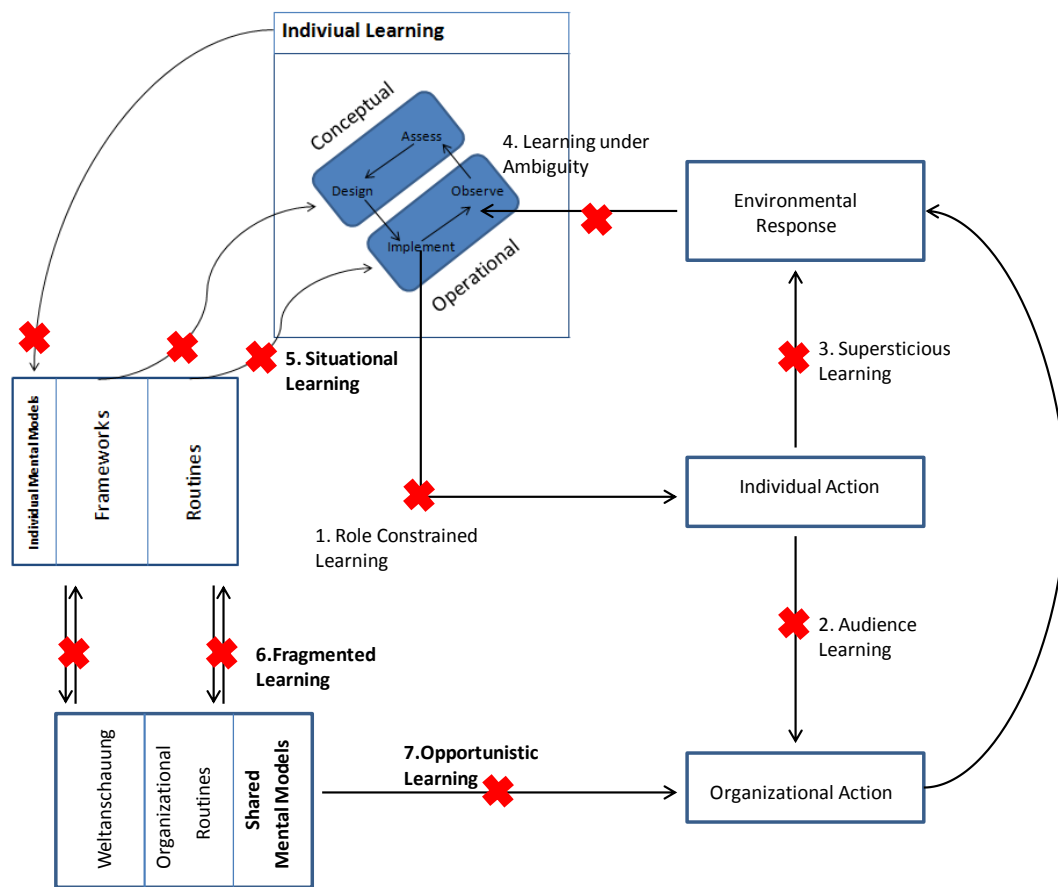 Indiviual Learning
Conceptual
Assess
Design
Observe
Implement
Operational
4. Learning under
Ambiguity
Environmental
Response
5. Situational
Learning
3. Supersticious
Learning
Individual Mental Models
Frameworks
Routines
Individual Action
1. Role Constrained
Learning
2. Audience
Learning
6.Fragmented
Learning
Weltanschauung
Organizational
Routines
Shared
Mental Models
7.Opportunistic
Learning
Organizational Action